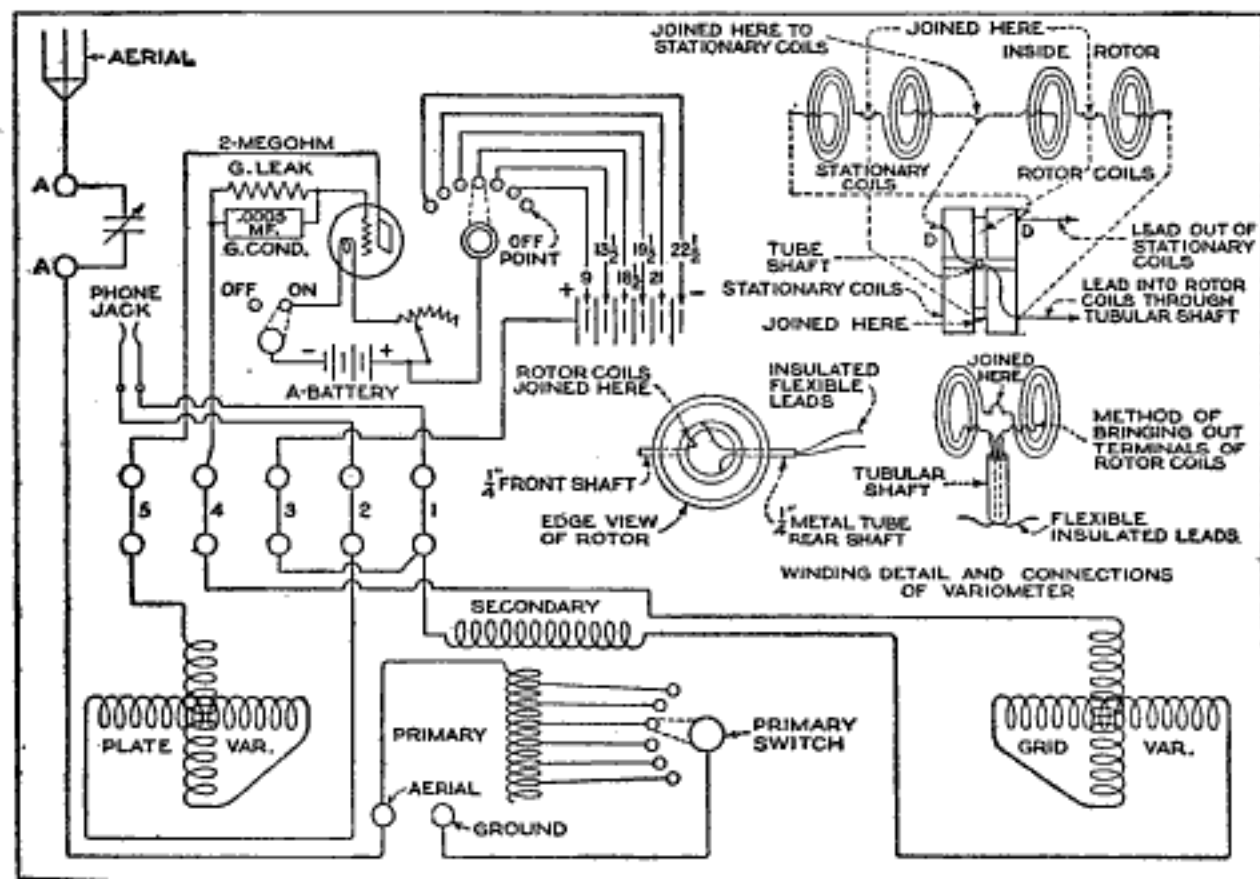 AERIAL
JOINED HERE TO
STATIONARY COILS
JOINED HERE
INSIDE ROTOR
2-MEGOHM
G. LEAK
.0005
MF.
G.COND.
A
A
STATIONARY
COILS
ROTOR COILS
OFF
POINT
D
D
LEAD OUT OF
STATIONARY
COILS
TUBE
SHAFT
STATIONARY COILS
JOINED HERE
LEAD INTO ROTOR
COILS THROUGH
TUBULAR SHAFT
+
9
13½
18½
19½
21
22½
-
PHONE
JACK
OFF
ON
-
+
A-BATTERY
ROTOR COILS
JOINED HERE
INSULATED
FLEXIBLE
LEADS
JOINED
HERE
METHOD OF
BRINGING OUT
TERMINALS OF
ROTOR COILS
¼" FRONT SHAFT
TUBULAR
SHAFT
EDGE VIEW
OF ROTOR
¼" METAL TUBE
REAR SHAFT
FLEXIBLE
INSULATED LEADS
5
4
3
2
1
WINDING DETAIL AND CONNECTIONS
OF VARIOMETER
SECONDARY
PLATE VAR.
PRIMARY
PRIMARY
SWITCH
GRID VAR.
AERIAL
GROUND